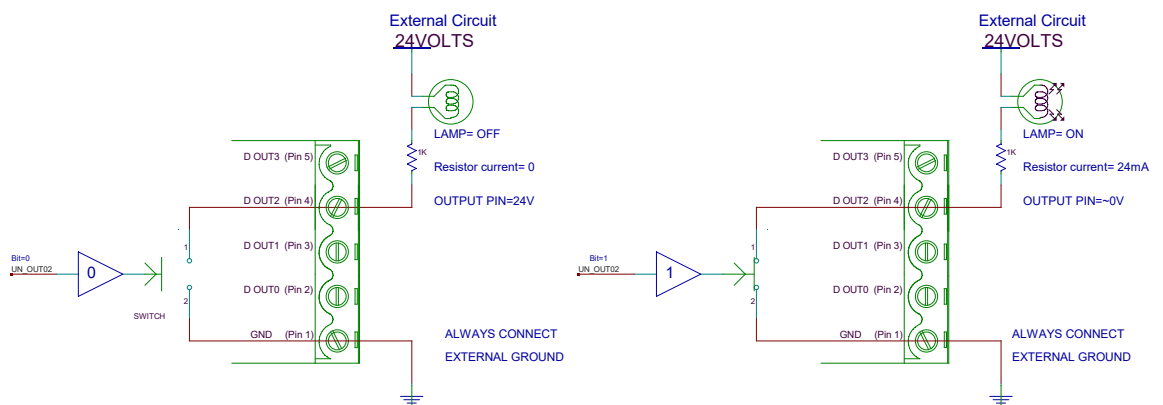 External Circuit
24VOLTS
LAMP= OFF
1K
D OUT3 (Pin 5)
Resistor current= 0
D OUT2 (Pin 4)
OUTPUT PIN=24V
1
D OUT1 (Pin 3)
Bit=0
UN_OUT02
0
2
D OUT0 (Pin 2)
SWITCH
GND (Pin 1)
ALWAYS CONNECT
EXTERNAL GROUND
External Circuit
24VOLTS
LAMP= ON
1K
D OUT3 (Pin 5)
Resistor current= 24mA
D OUT2 (Pin 4)
OUTPUT PIN=~0V
1
D OUT1 (Pin 3)
Bit=1
UN_OUT02
1
2
D OUT0 (Pin 2)
GND (Pin 1)
ALWAYS CONNECT
EXTERNAL GROUND